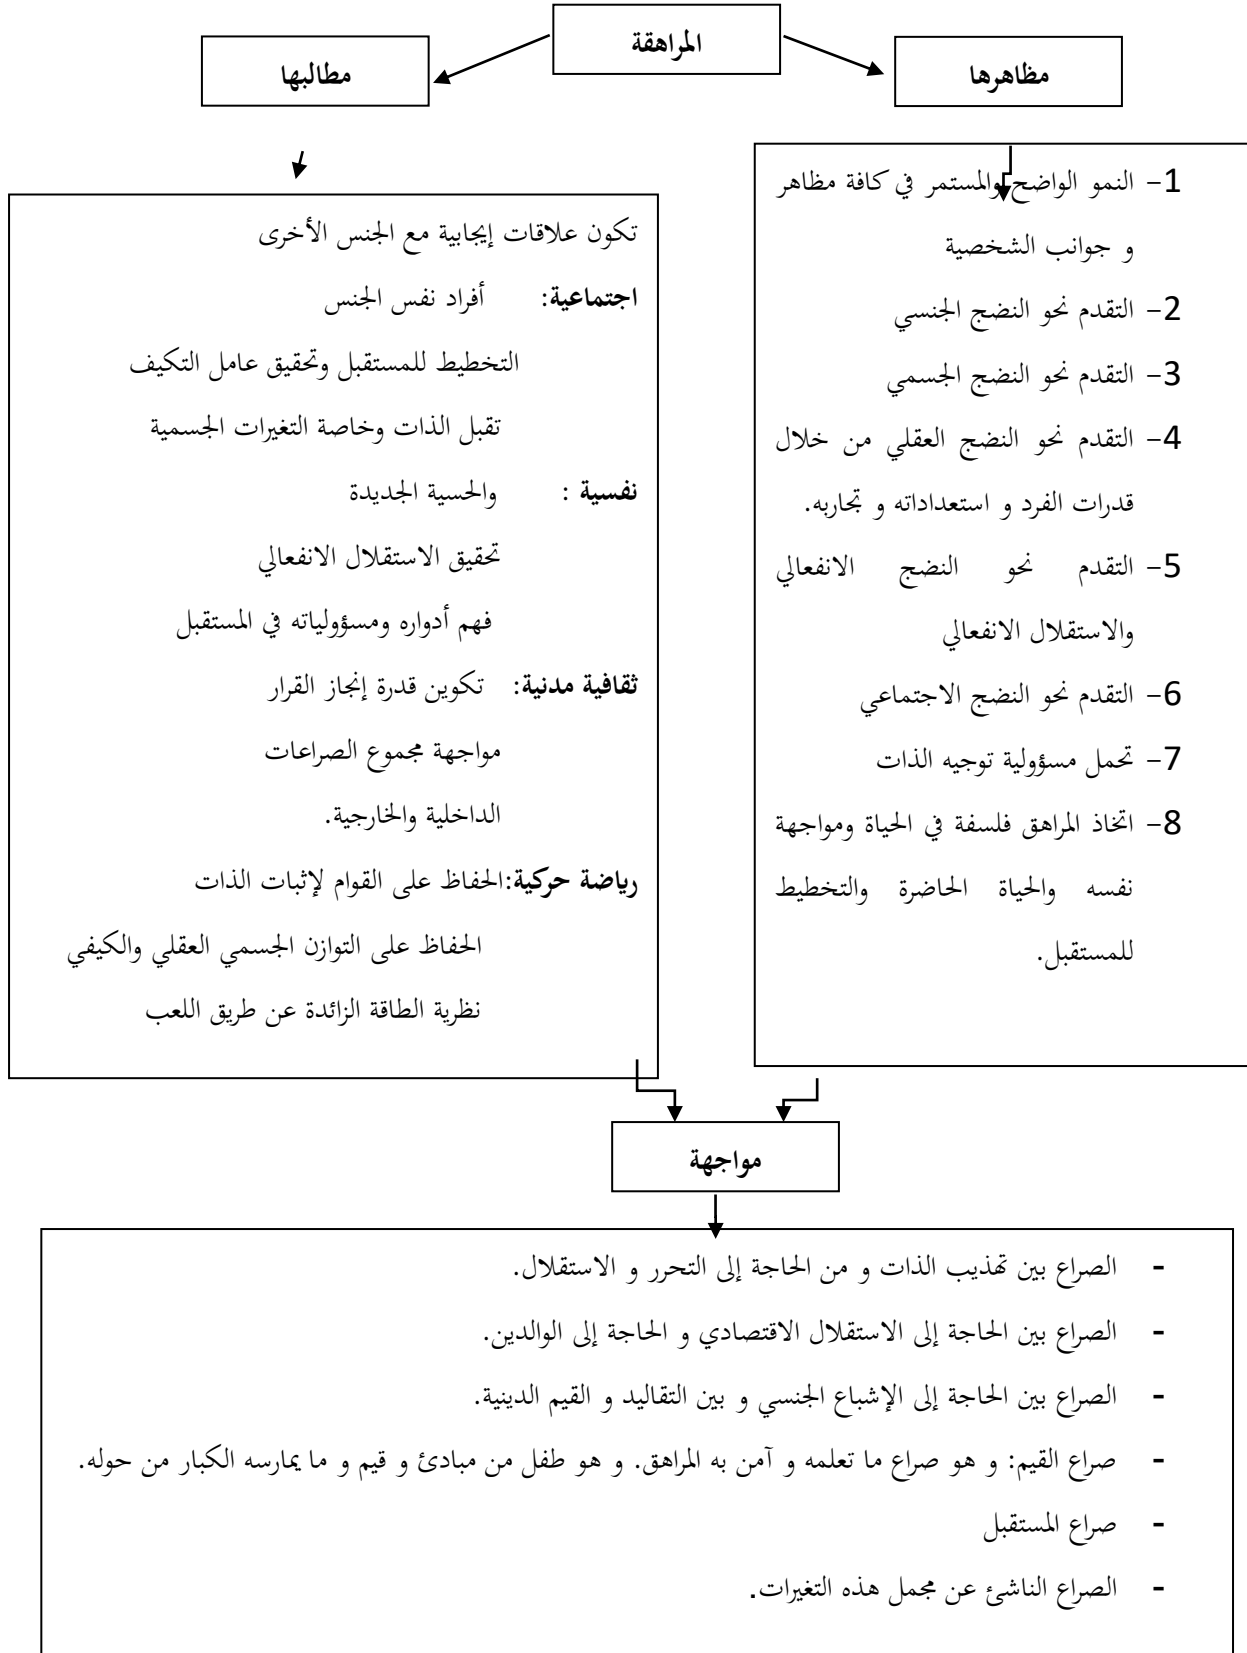 المراهقة
مظاهرها
مطالبها
1- النمو الواضح والمستمر في كافة مظاهر
و جوانب الشخصية
2- التقدم نحو النضج الجنسي
3- التقدم نحو النضج الجسمي
4- التقدم نحو النضج العقلي من خلال
قدرات الفرد و استعداداته و تجاربه.
5- التقدم نحو النضج الانفعالي
والاستقلال الانفعالي
6- التقدم نحو النضج الاجتماعي
7- تحمل مسؤولية توجيه الذات
8- اتخاذ المراهق فلسفة في الحياة ومواجهة
نفسه والحياة الحاضرة والتخطيط
للمستقبل.
تكون علاقات إيجابية مع الجنس الأخرى
اجتماعية: أفراد نفس الجنس
التخطيط للمستقبل وتحقيق عامل التكيف
تقبل الذات وخاصة التغيرات الجسمية
نفسية : والحسية الجديدة
تحقيق الاستقلال الانفعالي
فهم أدواره ومسؤولياته في المستقبل
ثقافية مدنية: تكوين قدرة إنجاز القرار
مواجهة مجموع الصراعات
الداخلية والخارجية.
رياضة حركية:الحفاظ على القوام لإثبات الذات
الحفاظ على التوازن الجسمي العقلي والكيفي
نظرية الطاقة الزائدة عن طريق اللعب
مواجهة
- الصراع بين تهذيب الذات و من الحاجة إلى التحرر و الاستقلال.
- الصراع بين الحاجة إلى الاستقلال الاقتصادي و الحاجة إلى الوالدين.
- الصراع بين الحاجة إلى الإشباع الجنسي و بين التقاليد و القيم الدينية.
- صراع القيم: و هو صراع ما تعلمه و آمن به المراهق. و هو طفل من مبادئ و قيم و ما يمارسه الكبار من حوله.
- صراع المستقبل
- الصراع الناشئ عن مجمل هذه التغيرات.